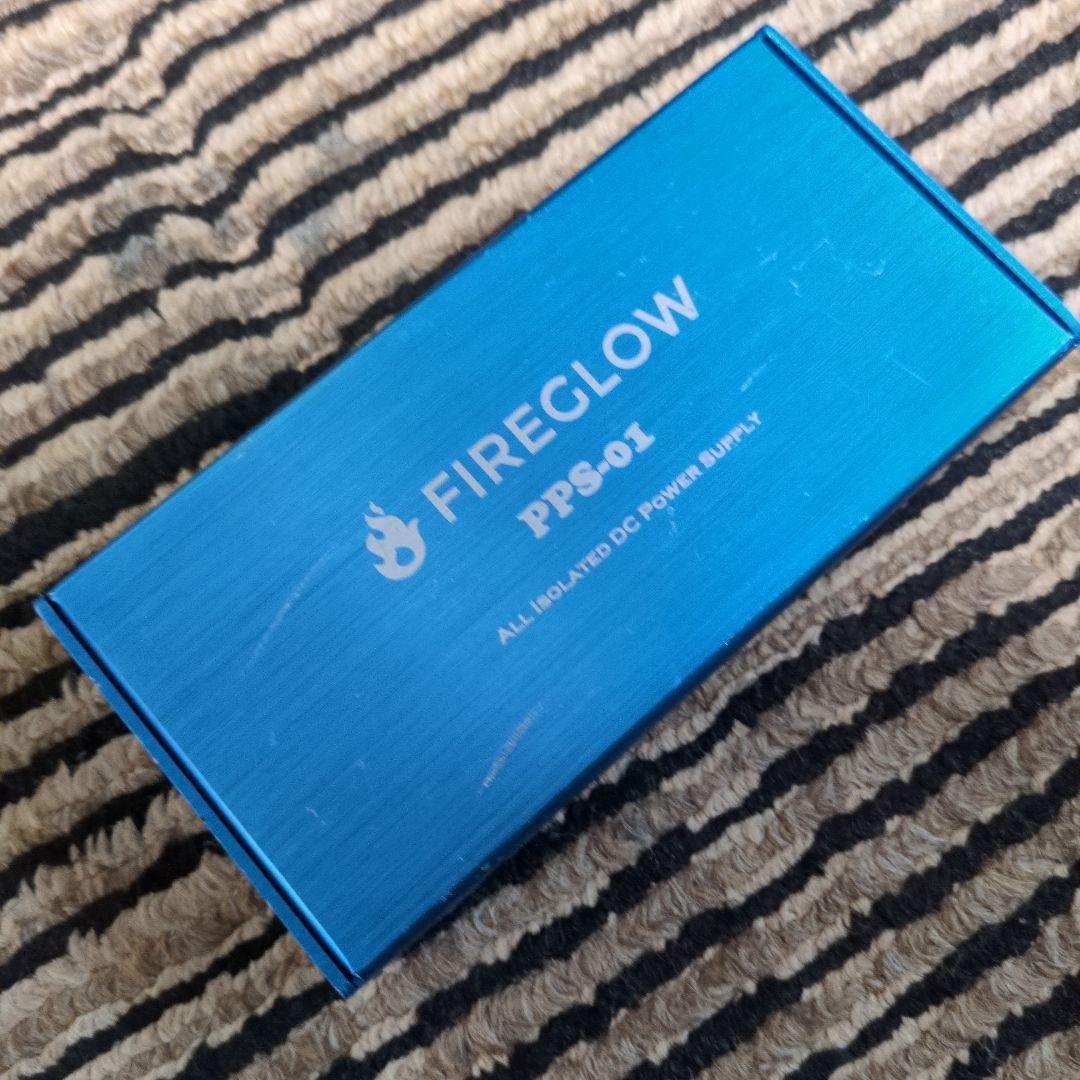 FIREGLOW
PPS-01
All Isolated DC Power Supply